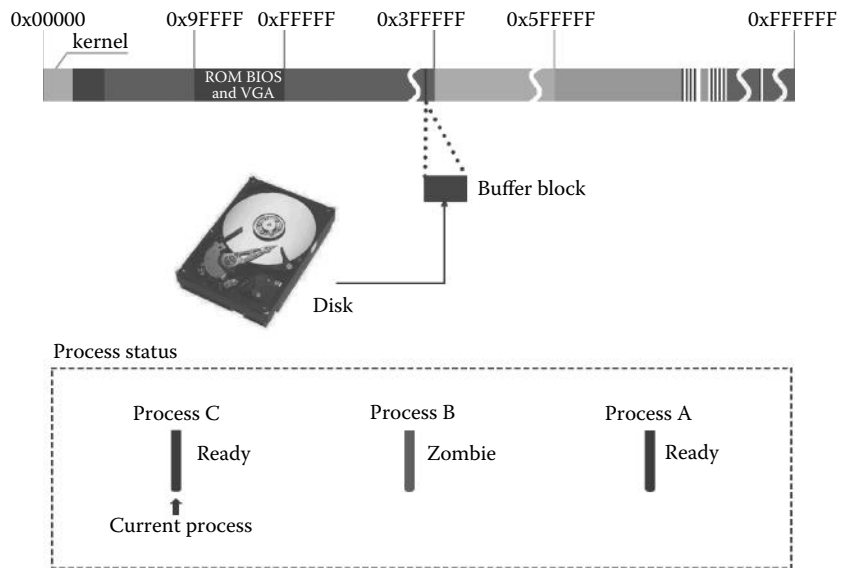 0x00000 0x9FFFF 0xFFFFF 0x3FFFFF 0x5FFFFF 0xFFFFFF
kernel
ROM BIOS
and VGA
Buffer block
Disk
Process status
Process C Process B Process A
Ready Zombie Ready
Current process